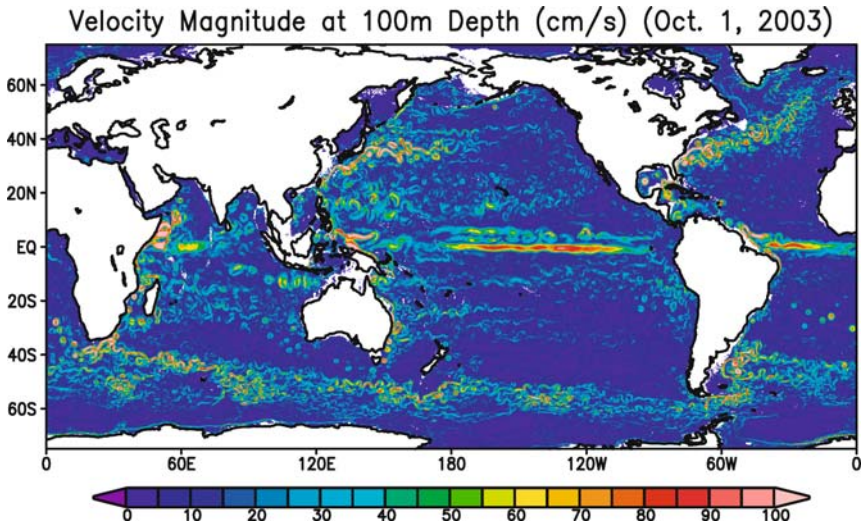 Velocity Magnitude at 100m Depth (cm/s) (Oct. 1, 2003)
60N
40N
20N
EQ
20S
40S
60S
0 60E 120E 180 120W 60W 0
0 10 20 30 40 50 60 70 80 90 100